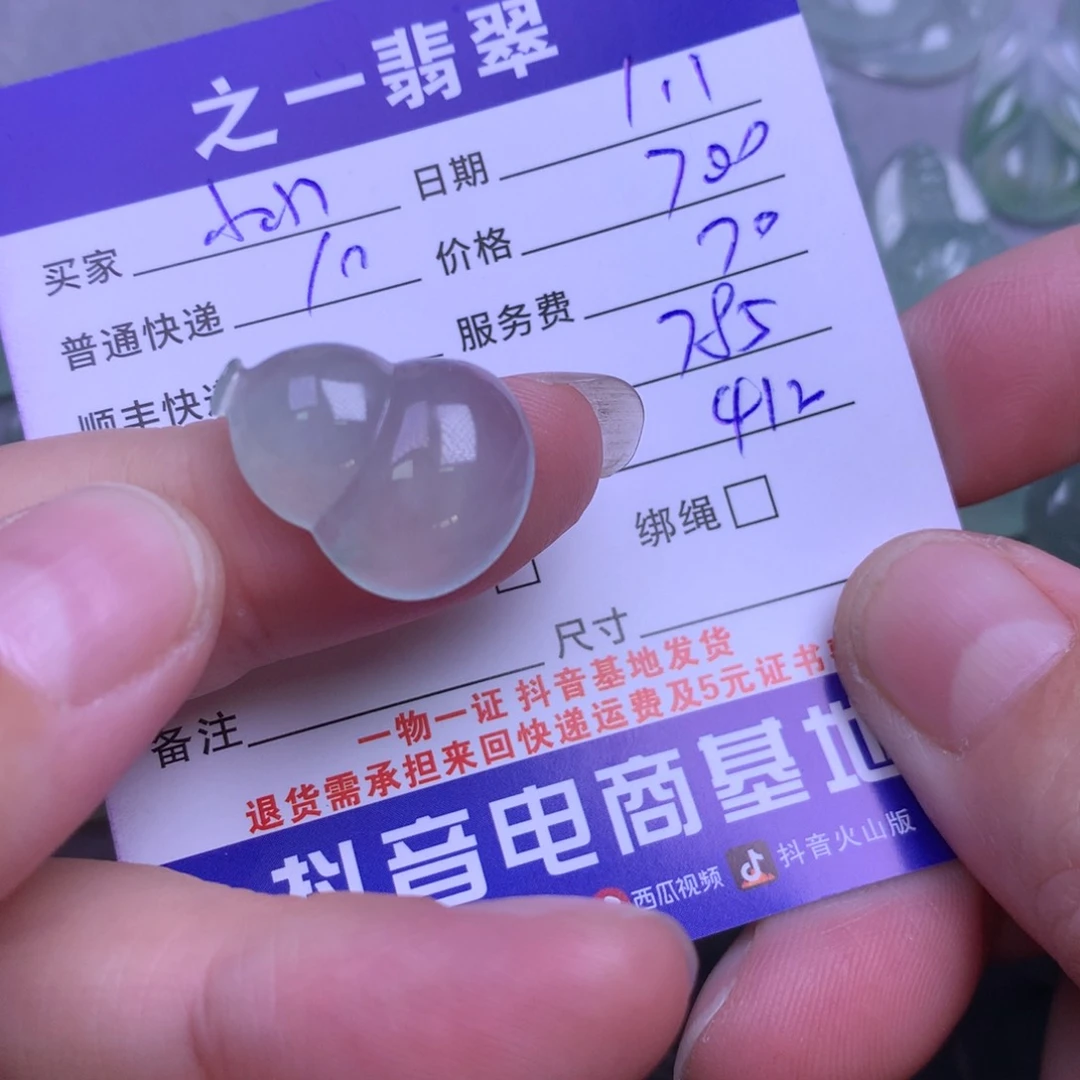 之一翡翠
买家 dan 日期 1.1
普通快递 10 价格 700
顺丰快递 服务费 70
785
412
绑绳
尺寸
备注
一物一证 抖音基地发货
退货需承担来回快递运费及5元证书
抖音电商基地
西瓜视频 抖音火山版